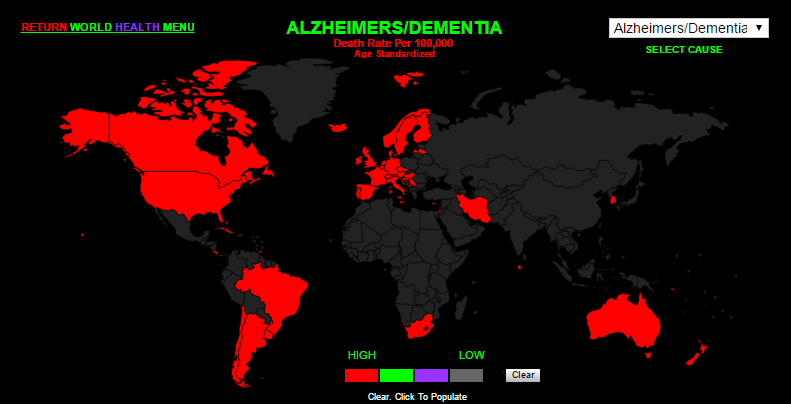 RETURN WORLD HEALTH MENU
ALZHEIMERS/DEMENTIA
Death Rate Per 100,000
Age Standardized
Alzheimers/Dementia
SELECT CAUSE
HIGH LOW
Clear
Clear. Click To Populate